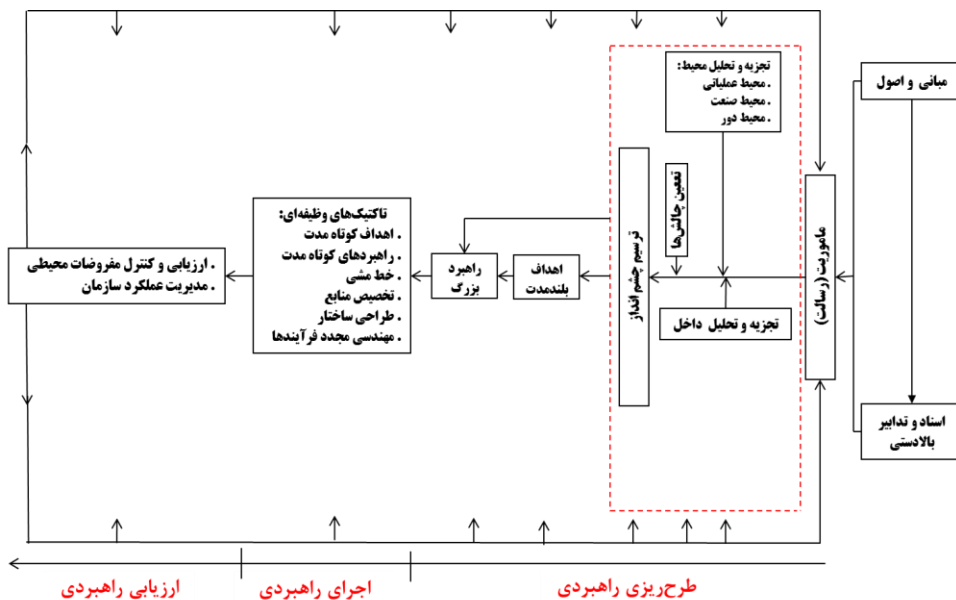 مبانی و اصول
اسناد و تدابیر
بالادستی
ماموریت (رسالت)
تجزیه و تحلیل محیط:
. محیط عملیاتی
. محیط صنعت
. محیط دور
تعیین چالش‌ها
تجزیه و تحلیل داخل
ترسیم چشم انداز
اهداف
بلندمدت
راهبرد
بزرگ
تاکتیک‌های وظیفه‌ای:
. اهداف کوتاه مدت
. راهبردهای کوتاه مدت
. خط مشی
. تخصیص منابع
. طراحی ساختار
. مهندسی مجدد فرآیندها
. ارزیابی و کنترل مفروضات محیطی
. مدیریت عملکرد سازمان
طرح‌ریزی راهبردی
اجرای راهبردی
ارزیابی راهبردی